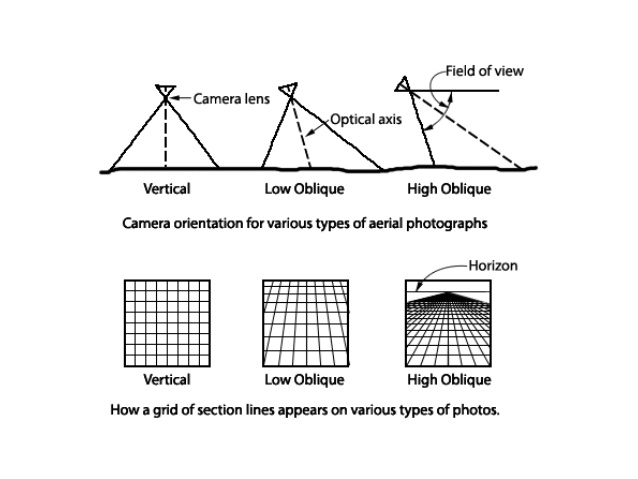 Field of view
Camera lens
Optical axis
Vertical
Low Oblique
High Oblique
Camera orientation for various types of aerial photographs
Horizon
Vertical
Low Oblique
High Oblique
How a grid of section lines appears on various types of photos.